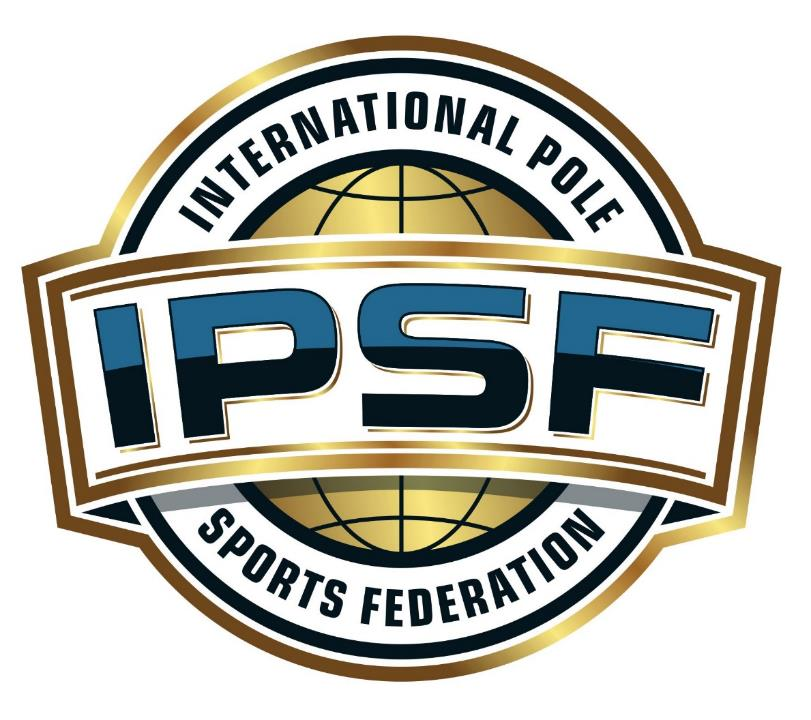 INTERNATIONAL POLE
IPSF
SPORTS FEDERATION